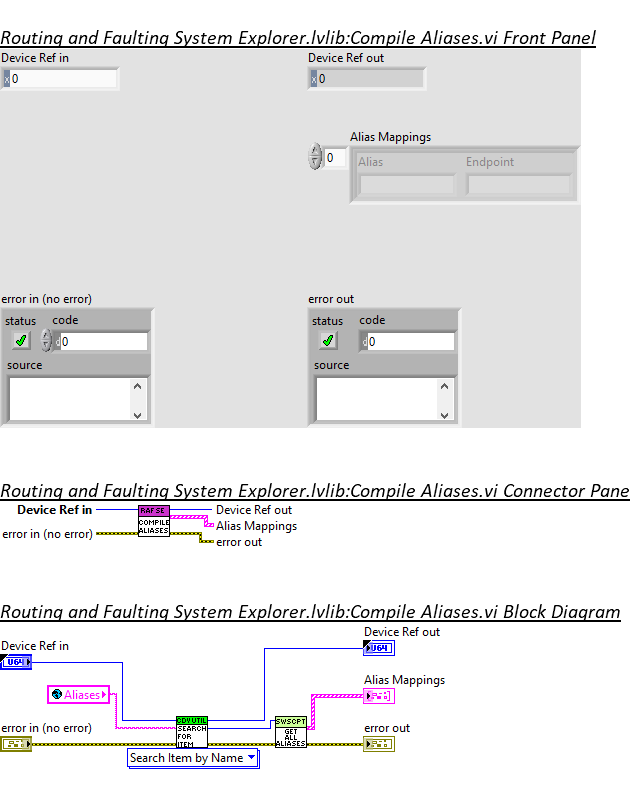 Routing and Faulting System Explorer.lvlib:Compile Aliases.vi Front Panel
Device Ref in
Device Ref out
x 0
x 0
Alias Mappings
0
Alias
Endpoint
error in (no error)
error out
status
code
status
code
d 0
d 0
source
source
Routing and Faulting System Explorer.lvlib:Compile Aliases.vi Connector Pane
Device Ref in
RAF SE
Device Ref out
COMPILE
Alias Mappings
error in (no error)
ALIASES
error out
Routing and Faulting System Explorer.lvlib:Compile Aliases.vi Block Diagram
Device Ref out
Device Ref in
U64
U64
Alias Mappings
Aliases
error in (no error)
SEARCH
FOR
ITEM
SWSCPT
GET
ALL
ALIASES
error out
Search Item by Name